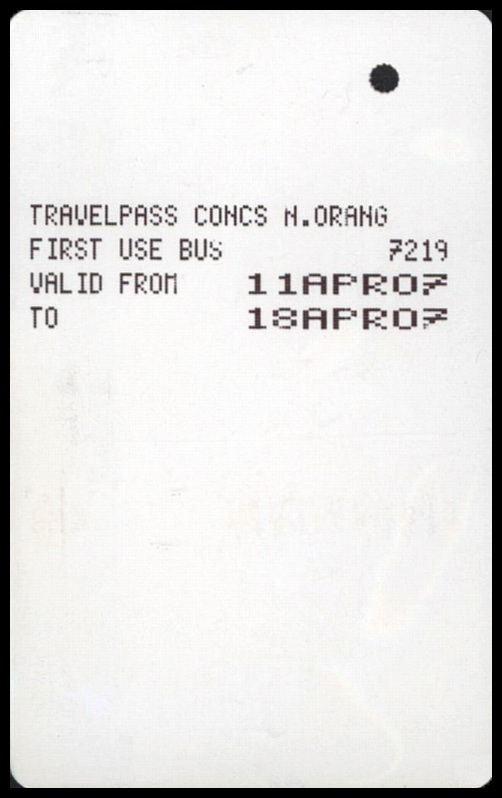 TRAVELPASS CONCS N.ORANG
FIRST USE BUS 7219
VALID FROM 11APR07
TO 18APR07